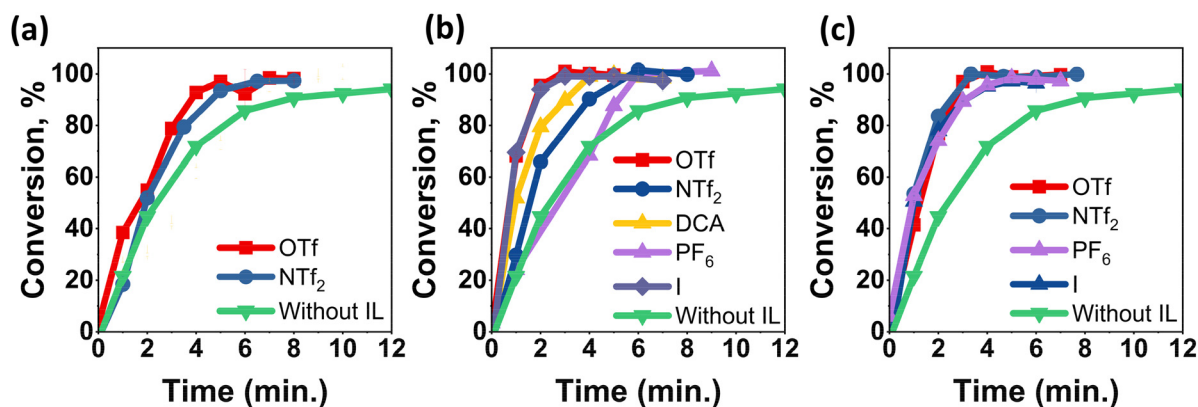 (a)
Conversion, %
100
80
60
40
20
0
OTf
NTf₂
Without IL
0 2 4 6 8 10 12
Time (min.)
(b)
Conversion, %
100
80
60
40
20
0
OTf
NTf₂
DCA
PF₆
I
Without IL
0 2 4 6 8 10 12
Time (min.)
(c)
Conversion, %
100
80
60
40
20
0
OTf
NTf₂
PF₆
I
Without IL
0 2 4 6 8 10 12
Time (min.)